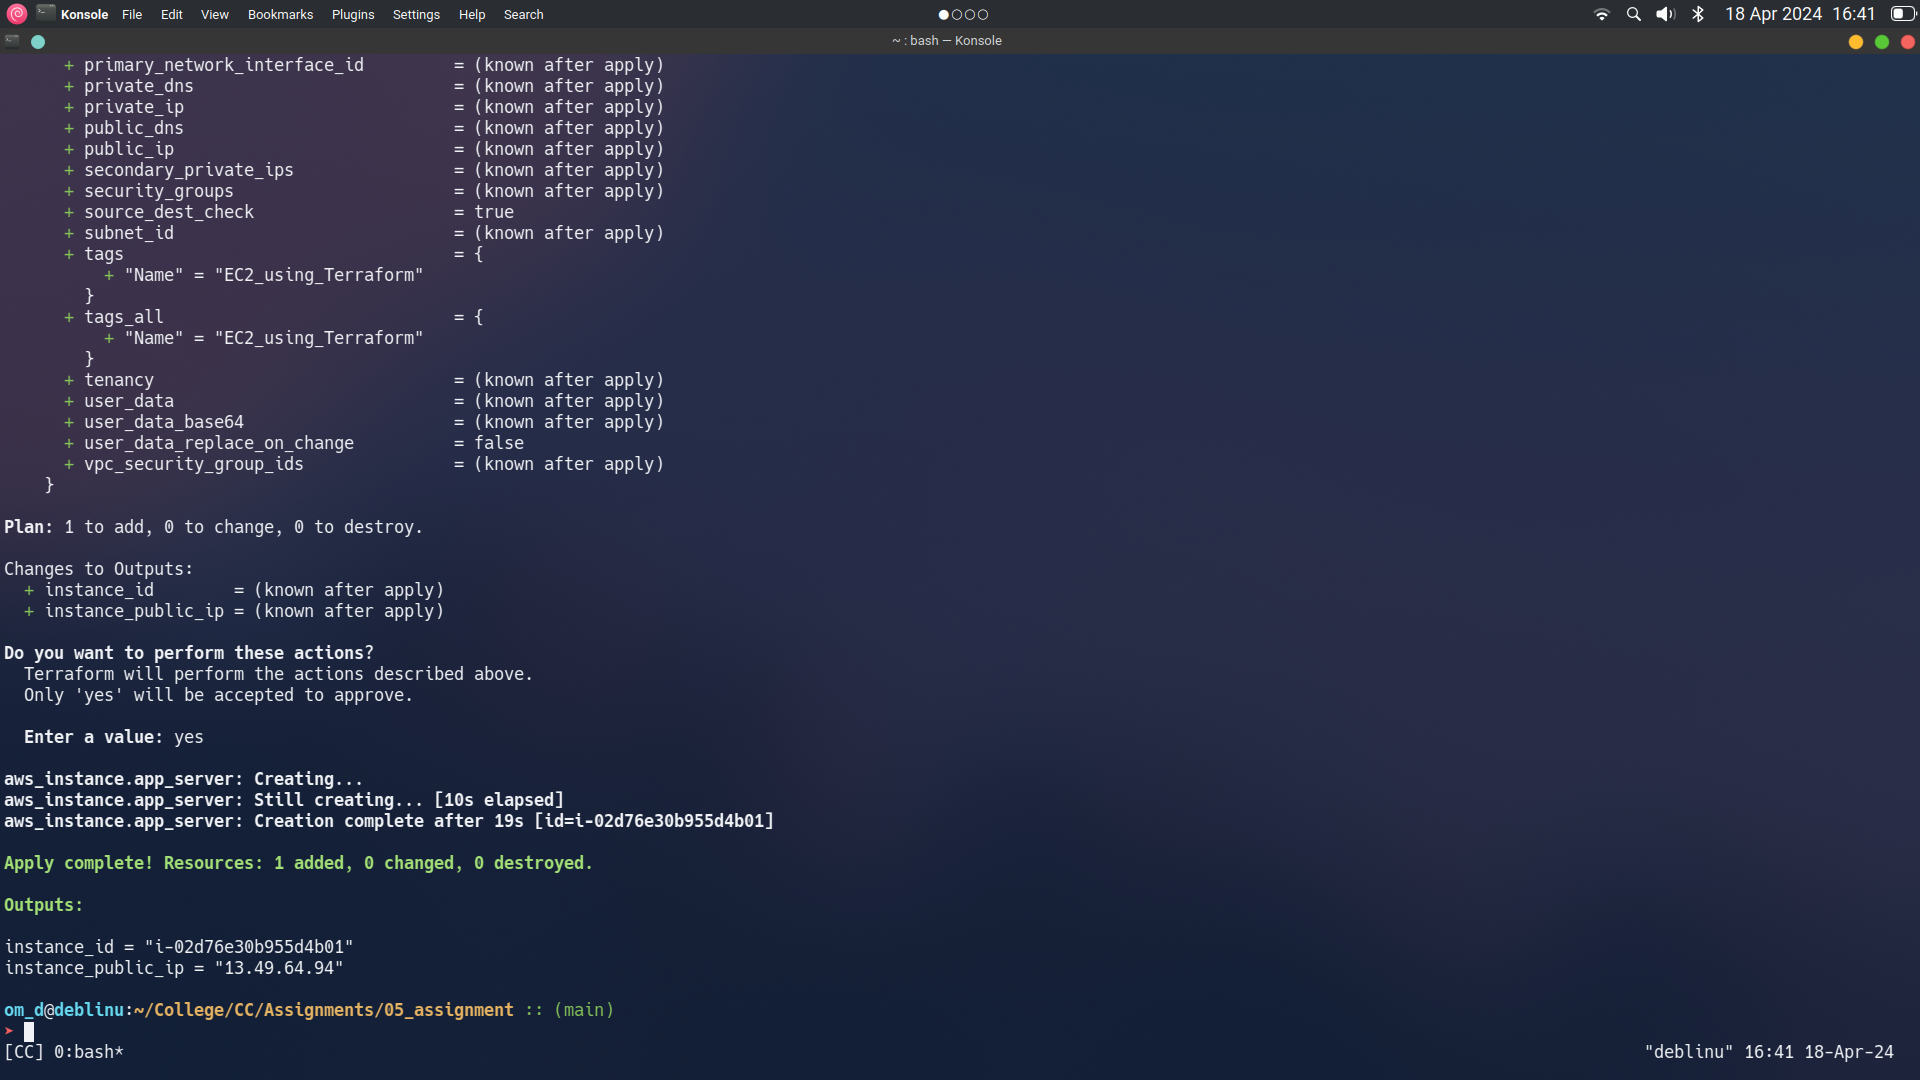 Konsole File Edit View Bookmarks Plugins Settings Help Search 18 Apr 2024 16:41
~ : bash — Konsole
      + primary_network_interface_id         = (known after apply)
      + private_dns                          = (known after apply)
      + private_ip                           = (known after apply)
      + public_dns                           = (known after apply)
      + public_ip                            = (known after apply)
      + secondary_private_ips                = (known after apply)
      + security_groups                      = (known after apply)
      + source_dest_check                    = true
      + subnet_id                            = (known after apply)
      + tags                                 = {
          + "Name" = "EC2_using_Terraform"
        }
      + tags_all                             = {
          + "Name" = "EC2_using_Terraform"
        }
      + tenancy                              = (known after apply)
      + user_data                            = (known after apply)
      + user_data_base64                     = (known after apply)
      + user_data_replace_on_change          = false
      + vpc_security_group_ids               = (known after apply)
    }
Plan: 1 to add, 0 to change, 0 to destroy.
Changes to Outputs:
  + instance_id        = (known after apply)
  + instance_public_ip = (known after apply)
Do you want to perform these actions?
  Terraform will perform the actions described above.
  Only 'yes' will be accepted to approve.
  Enter a value: yes
aws_instance.app_server: Creating...
aws_instance.app_server: Still creating... [10s elapsed]
aws_instance.app_server: Creation complete after 19s [id=i-02d76e30b955d4b01]
Apply complete! Resources: 1 added, 0 changed, 0 destroyed.
Outputs:
instance_id = "i-02d76e30b955d4b01"
instance_public_ip = "13.49.64.94"
om_d@deblinu:~/College/CC/Assignments/05_assignment :: (main)
➤
[CC] 0:bash* "deblinu" 16:41 18-Apr-24